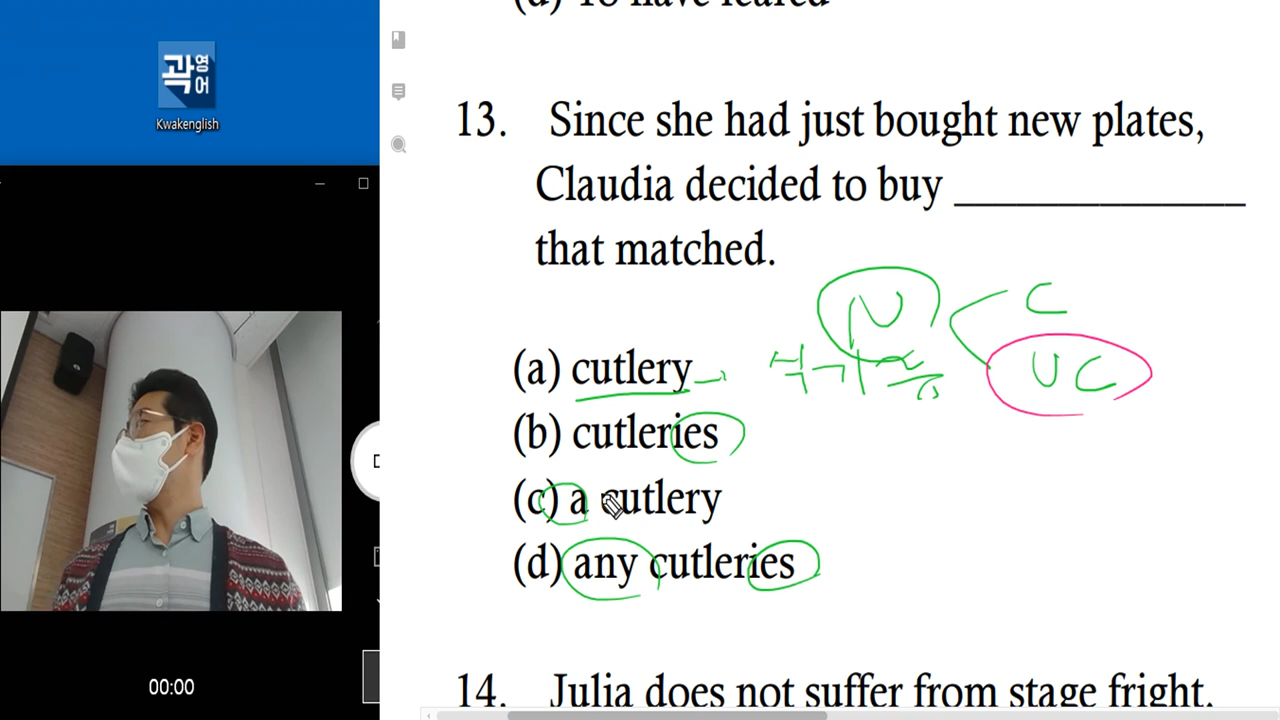 곽영어
Kwakenglish
(d) To have feared
13. Since she had just bought new plates,
Claudia decided to buy ______________
that matched.
N
C
(a) cutlery → 식기류
UC
(b) cutleries
(c) a cutlery
(d) any cutleries
14. Julia does not suffer from stage fright,
00:00